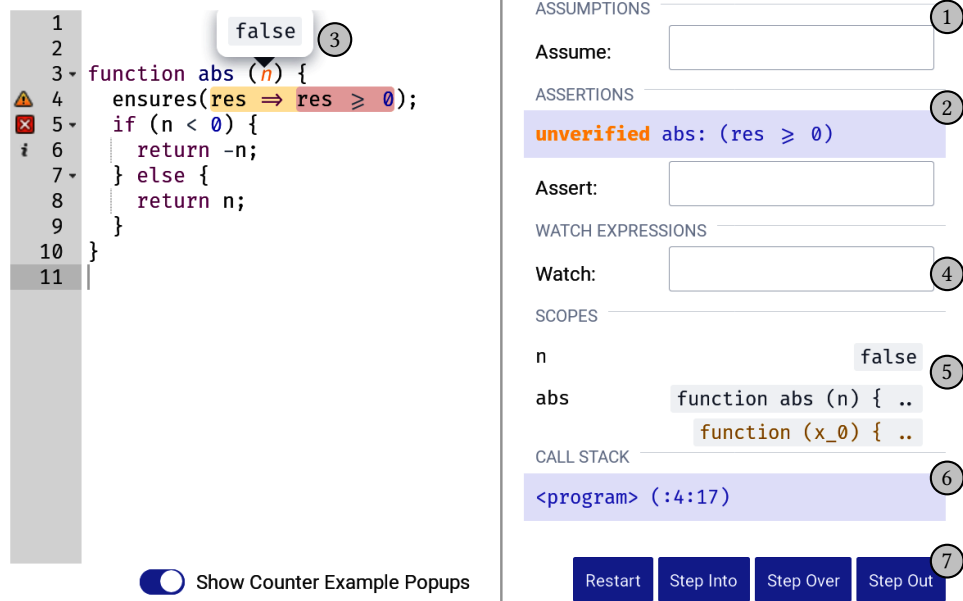 1
2
false
3
3 function abs (n) {
4 ensures(res ⇒ res ⩾ 0);
5 if (n < 0) {
i 6 return -n;
7 } else {
8 return n;
9 }
10 }
11
Show Counter Example Popups
ASSUMPTIONS
1
Assume:
ASSERTIONS
2
unverified abs: (res ⩾ 0)
Assert:
WATCH EXPRESSIONS
Watch:
4
SCOPES
n false
5
abs function abs (n) { ..
function (x_0) { ..
CALL STACK
6
<program> (:4:17)
7
Restart Step Into Step Over Step Out